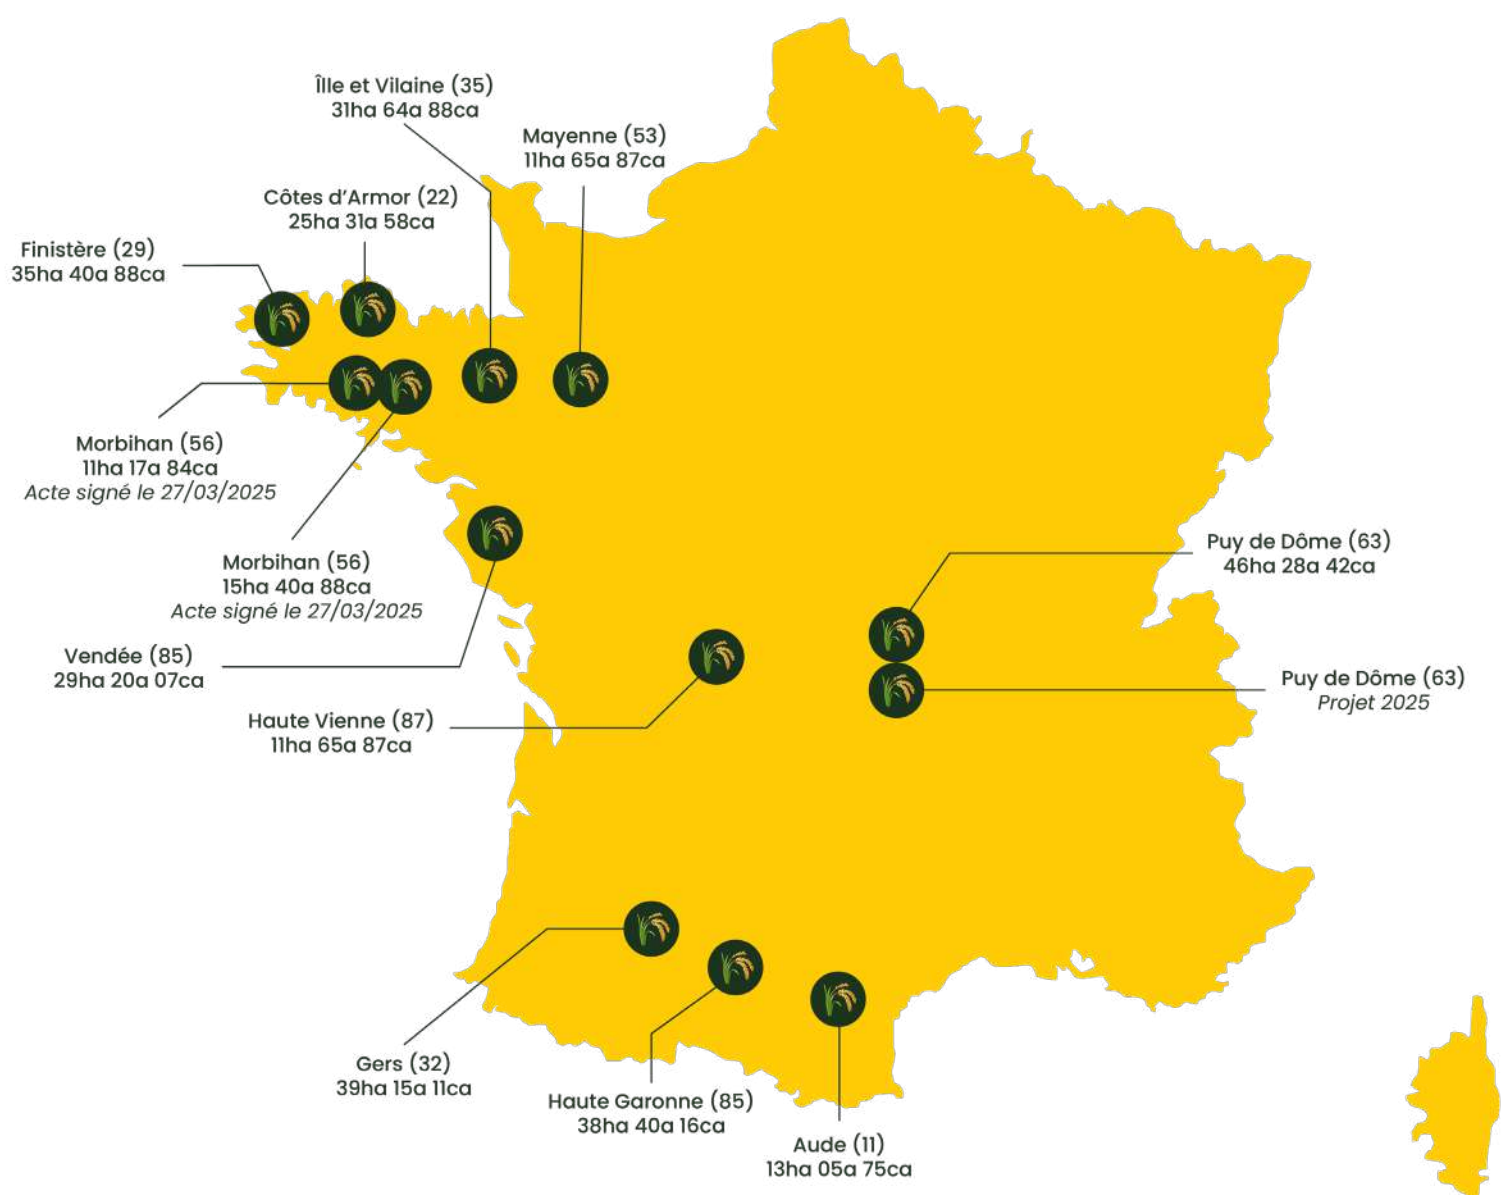 Îlle et Vilaine (35)
31ha 64a 88ca
Mayenne (53)
11ha 65a 87ca
Côtes d'Armor (22)
25ha 31a 58ca
Finistère (29)
35ha 40a 88ca
Morbihan (56)
11ha 17a 84ca
Acte signé le 27/03/2025
Morbihan (56)
15ha 40a 88ca
Acte signé le 27/03/2025
Puy de Dôme (63)
46ha 28a 42ca
Vendée (85)
29ha 20a 07ca
Puy de Dôme (63)
Projet 2025
Haute Vienne (87)
11ha 65a 87ca
Gers (32)
39ha 15a 11ca
Haute Garonne (85)
38ha 40a 16ca
Aude (11)
13ha 05a 75ca